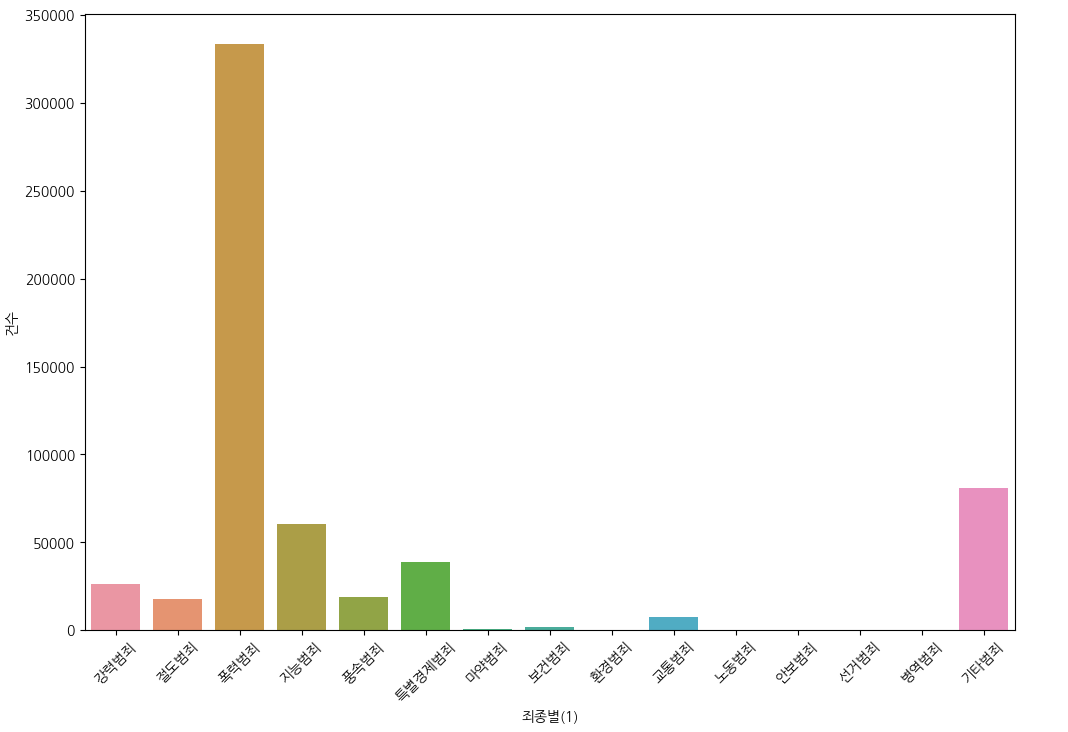 350000
300000
250000
200000
150000
100000
50000
0
건수
강력범죄
절도범죄
폭력범죄
지능범죄
풍속범죄
특별경제범죄
마약범죄
보건범죄
환경범죄
교통범죄
노동범죄
안보범죄
선거범죄
병역범죄
기타범죄
죄종별(1)